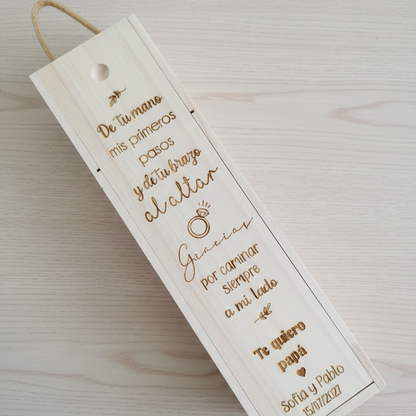 De tu mano
mis primeros
pasos
y de tu brazo
al altar
Gracias
por caminar
siempre
a mi lado
Te quiero
papá
Sofía y Pablo
15/07/2027